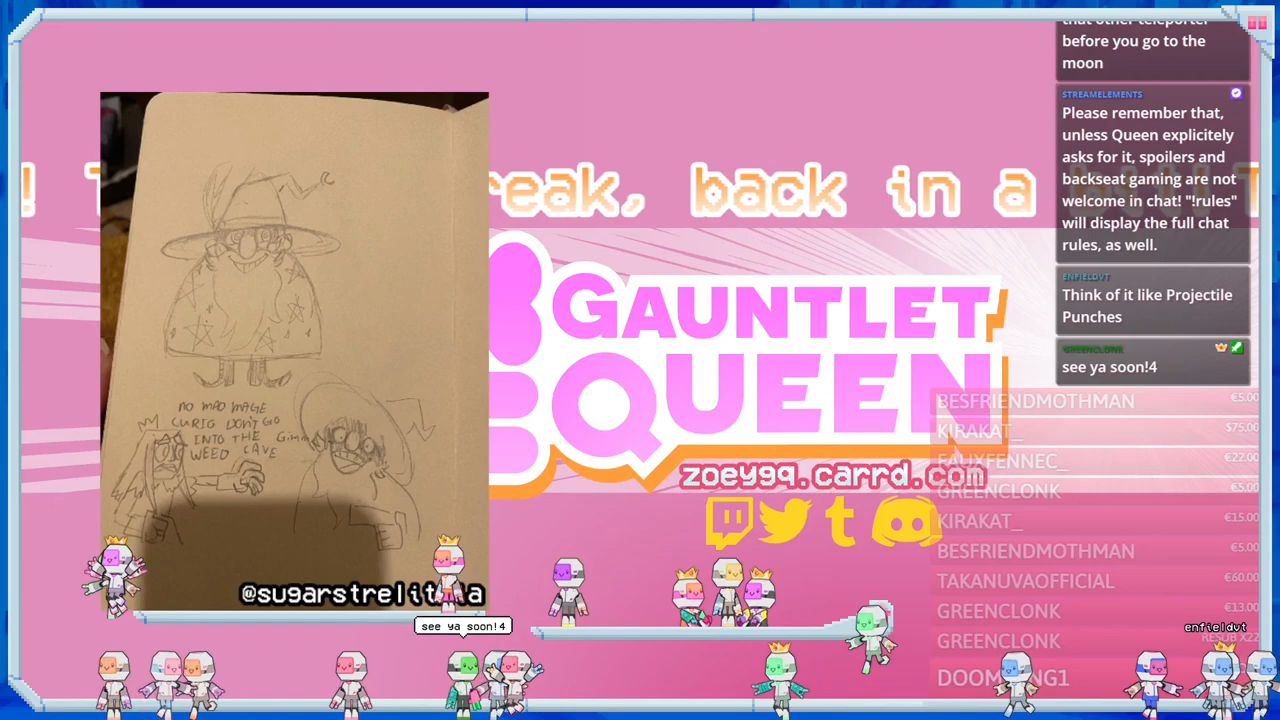 that other teleporter
before you go to the
moon
STREAMELEMENTS
Please remember that,
unless Queen explicitely
asks for it, spoilers and
backseat gaming are not
welcome in chat! "!rules"
will display the full chat
rules, as well.
ENFIELDVT
Think of it like Projectile
Punches
GREENCLONK
see ya soon!4
back in a
GAUNTLET
QUEEN
zoeygq.carrd.com
NO MAD MAGE
CURIO DON'T GO
INTO THE
WEED CAVE
BESFRIENDMOTHMAN €5.00
KIRAKAT_ $75.00
FAUXFENNEC_ €22.00
GREENCLONK €5.00
KIRAKAT_ €15.00
BESFRIENDMOTHMAN €5.00
TAKANUVAOFFICIAL €60.00
GREENCLONK €13.00
GREENCLONK
RESUB X22
see ya soon!4
enfieldvt